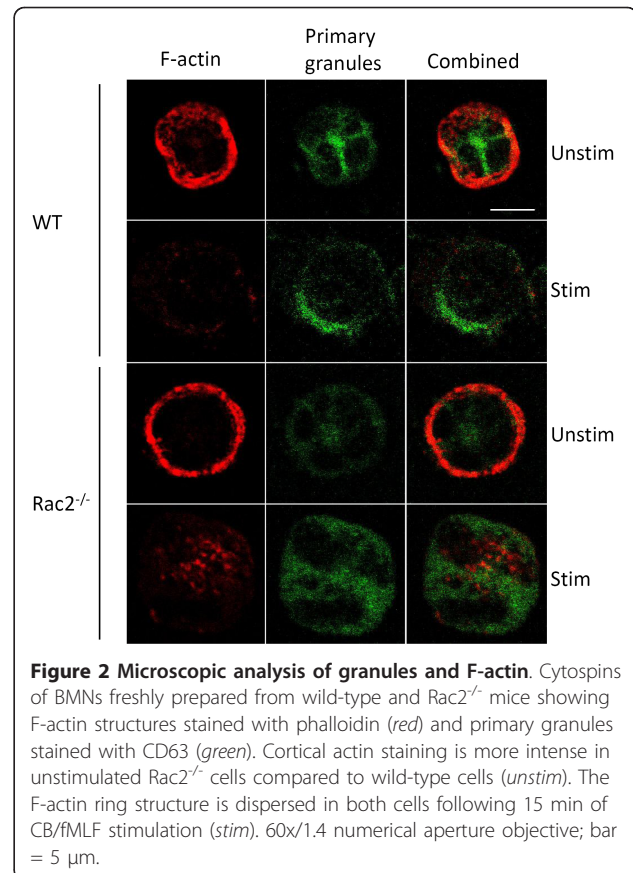 F-actin
Primary
granules
Combined
WT
Unstim
Stim
Rac2-/-
Unstim
Stim
Figure 2 Microscopic analysis of granules and F-actin. Cytospins
of BMNs freshly prepared from wild-type and Rac2-/- mice showing
F-actin structures stained with phalloidin (red) and primary granules
stained with CD63 (green). Cortical actin staining is more intense in
unstimulated Rac2-/- cells compared to wild-type cells (unstim). The
F-actin ring structure is dispersed in both cells following 15 min of
CB/fMLF stimulation (stim). 60x/1.4 numerical aperture objective; bar
= 5 μm.